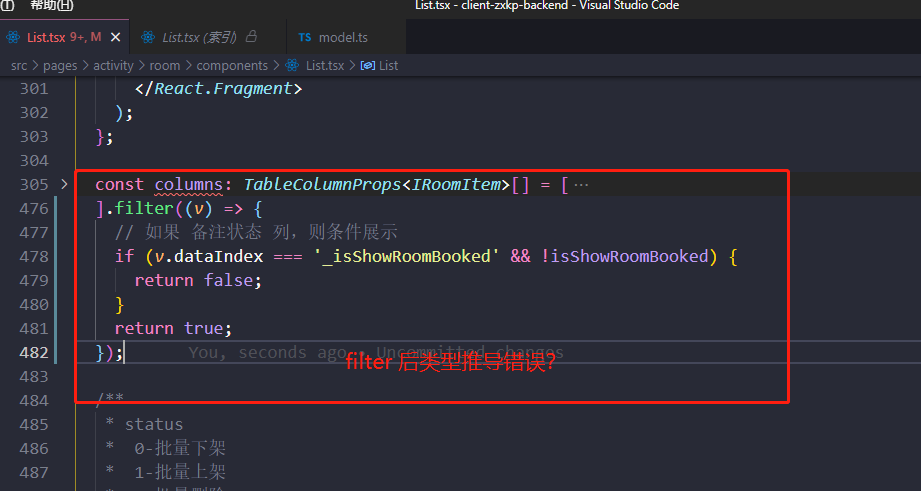 帮助(H) List.tsx - client-zxkp-backend - Visual Studio Code
List.tsx 9+, M List.tsx (索引) TS model.ts
src > pages > activity > room > components > List.tsx > List
301 </React.Fragment>
302 );
303 };
304
305 const columns: TableColumnProps<IRoomItem>[] = [ ···
476 ].filter((v) => {
477 // 如果 备注状态 列, 则条件展示
478 if (v.dataIndex === '_isShowRoomBooked' && !isShowRoomBooked) {
479 return false;
480 }
481 return true;
482 }); You, seconds ago • Uncommitted changes
filter 后类型推导错误?
483
484 /**
485 * status
486 * 0-批量下架
487 * 1-批量上架